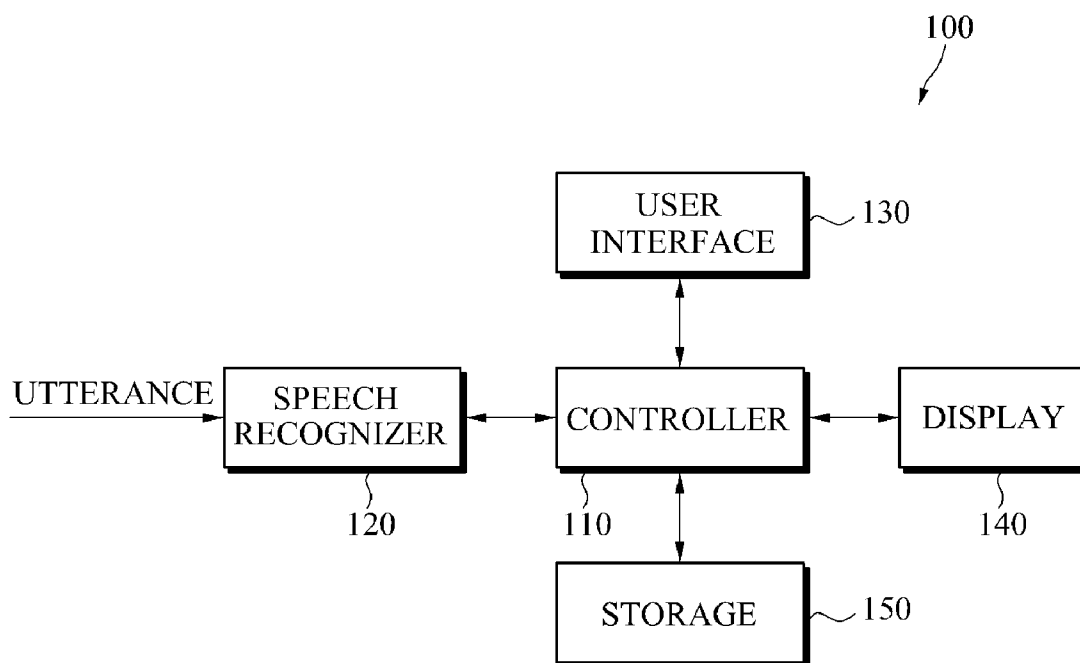 100
USER
INTERFACE
130
UTTERANCE
SPEECH
RECOGNIZER
120
CONTROLLER
110
DISPLAY
140
STORAGE
150